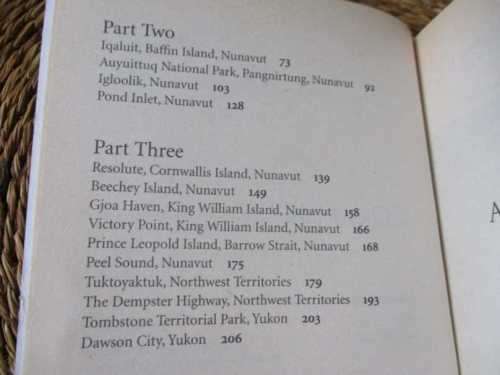 Part Two
Iqaluit, Baffin Island, Nunavut 73
Auyuittuq National Park, Pangnirtung, Nunavut 92
Igloolik, Nunavut 103
Pond Inlet, Nunavut 128
Part Three
Resolute, Cornwallis Island, Nunavut 139
Beechey Island, Nunavut 149
Gjoa Haven, King William Island, Nunavut 158
Victory Point, King William Island, Nunavut 166
Prince Leopold Island, Barrow Strait, Nunavut 168
Peel Sound, Nunavut 175
Tuktoyaktuk, Northwest Territories 179
The Dempster Highway, Northwest Territories 193
Tombstone Territorial Park, Yukon 203
Dawson City, Yukon 206